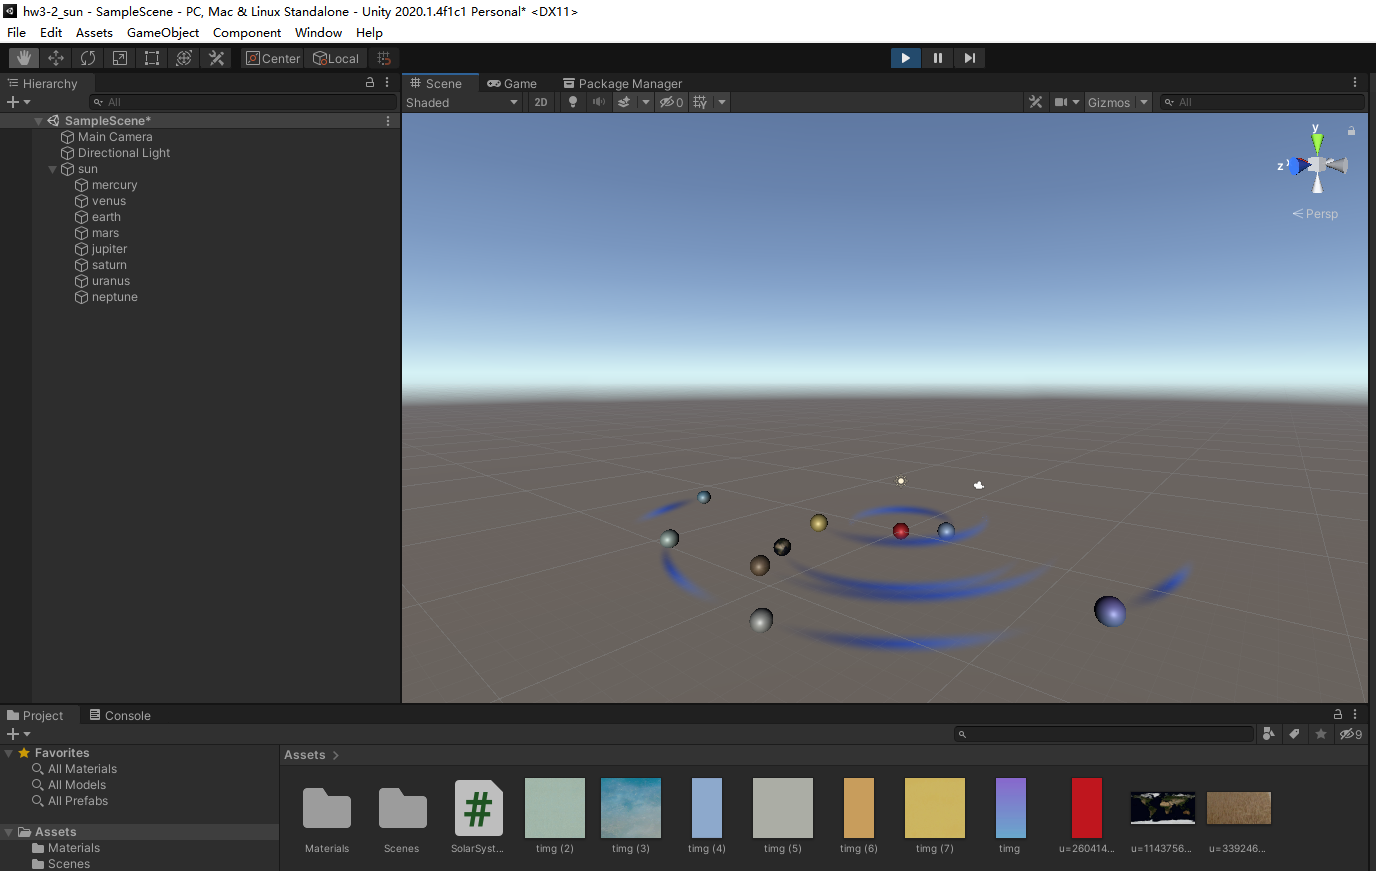 hw3-2_sun - SampleScene - PC, Mac & Linux Standalone - Unity 2020.1.4f1c1 Personal* <DX11>
File Edit Assets GameObject Component Window Help
Center Local
Hierarchy
All
SampleScene*
Main Camera
Directional Light
sun
mercury
venus
earth
mars
jupiter
saturn
uranus
neptune
Scene Game Package Manager
Shaded 2D 0 Gizmos All
y
z
Persp
Project Console
9
Favorites
All Materials
All Models
All Prefabs
Assets
Materials
Scenes
Assets
Materials Scenes SolarSyst... timg (2) timg (3) timg (4) timg (5) timg (6) timg (7) timg u=260414... u=1143756... u=339246...